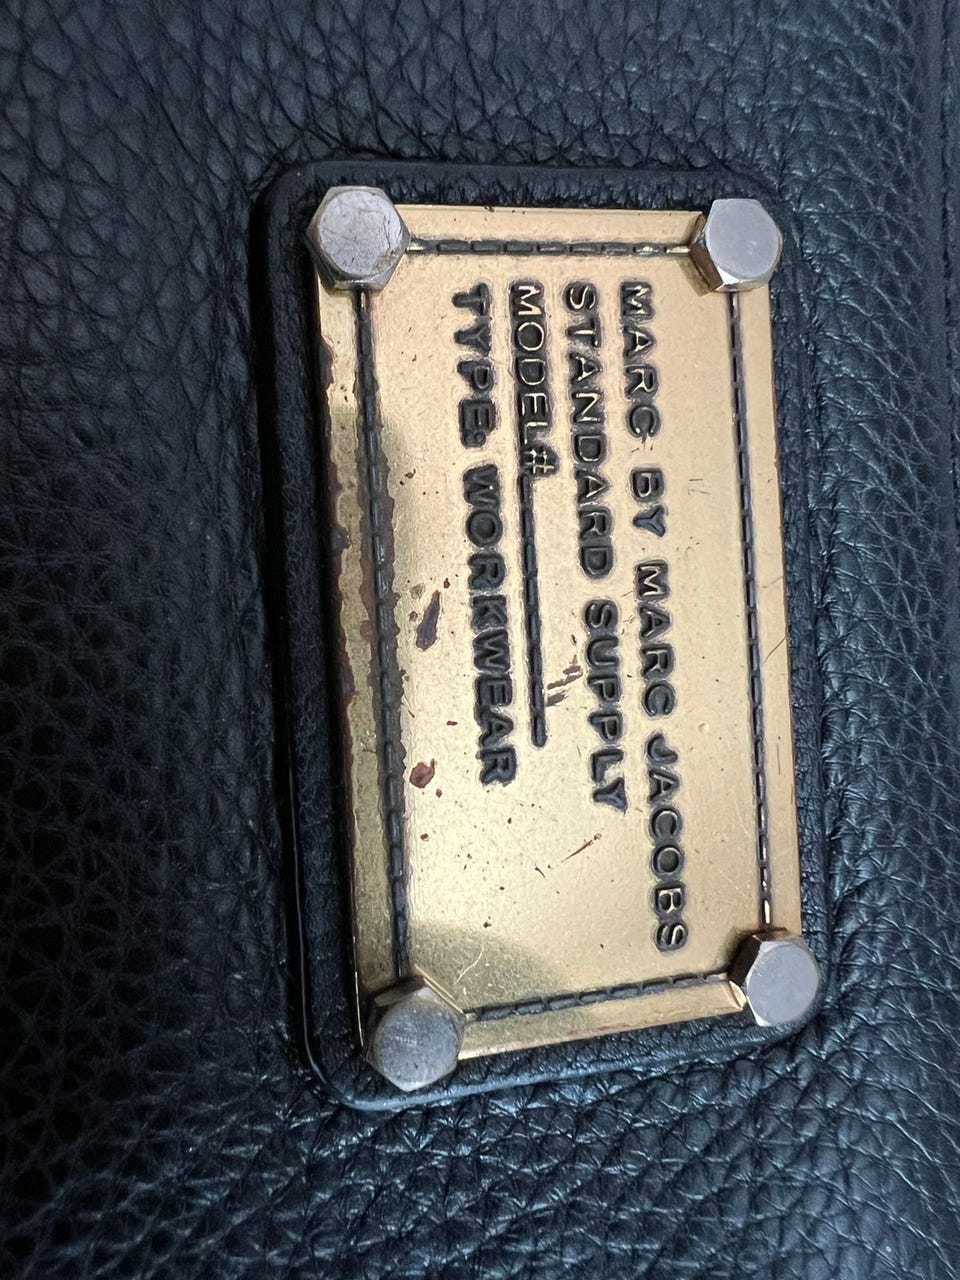 MARC BY MARC JACOBS
STANDARD SUPPLY
MODEL#
TYPE. WORKWEAR